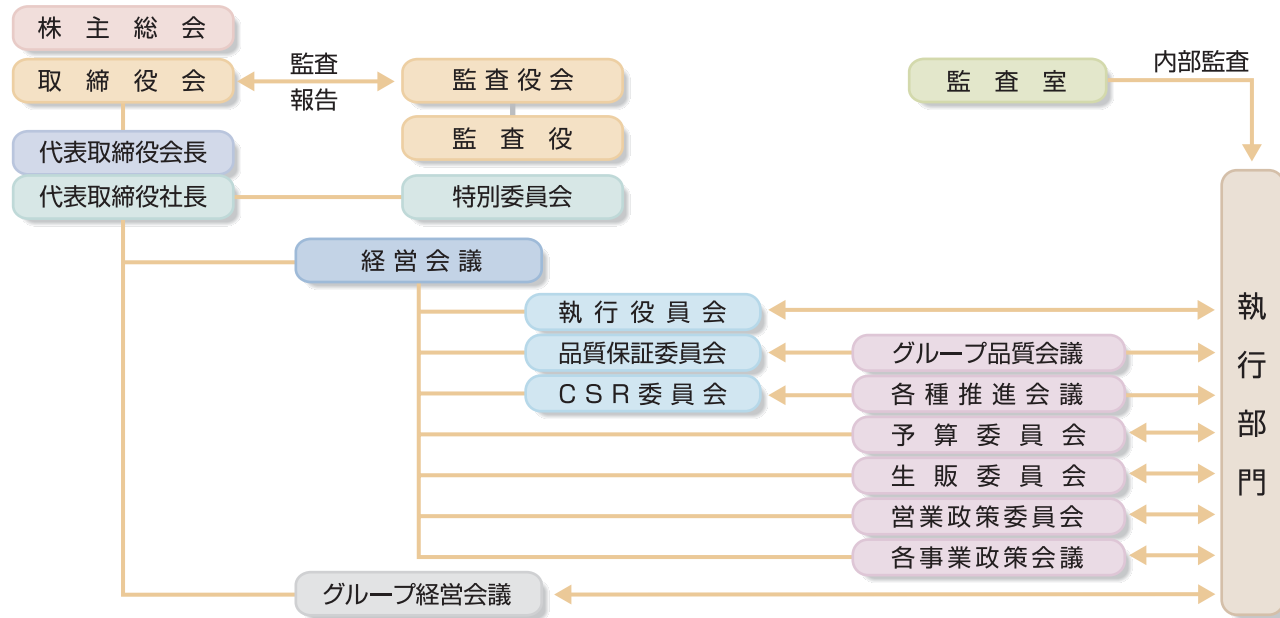 株主総会
取締役会
監査
報告
監査役会
監査役
監査室
内部監査
代表取締役会長
代表取締役社長
特別委員会
経営会議
執行役員会
品質保証委員会
グループ品質会議
CSR委員会
各種推進会議
予算委員会
生販委員会
営業政策委員会
各事業政策会議
グループ経営会議
執行部門